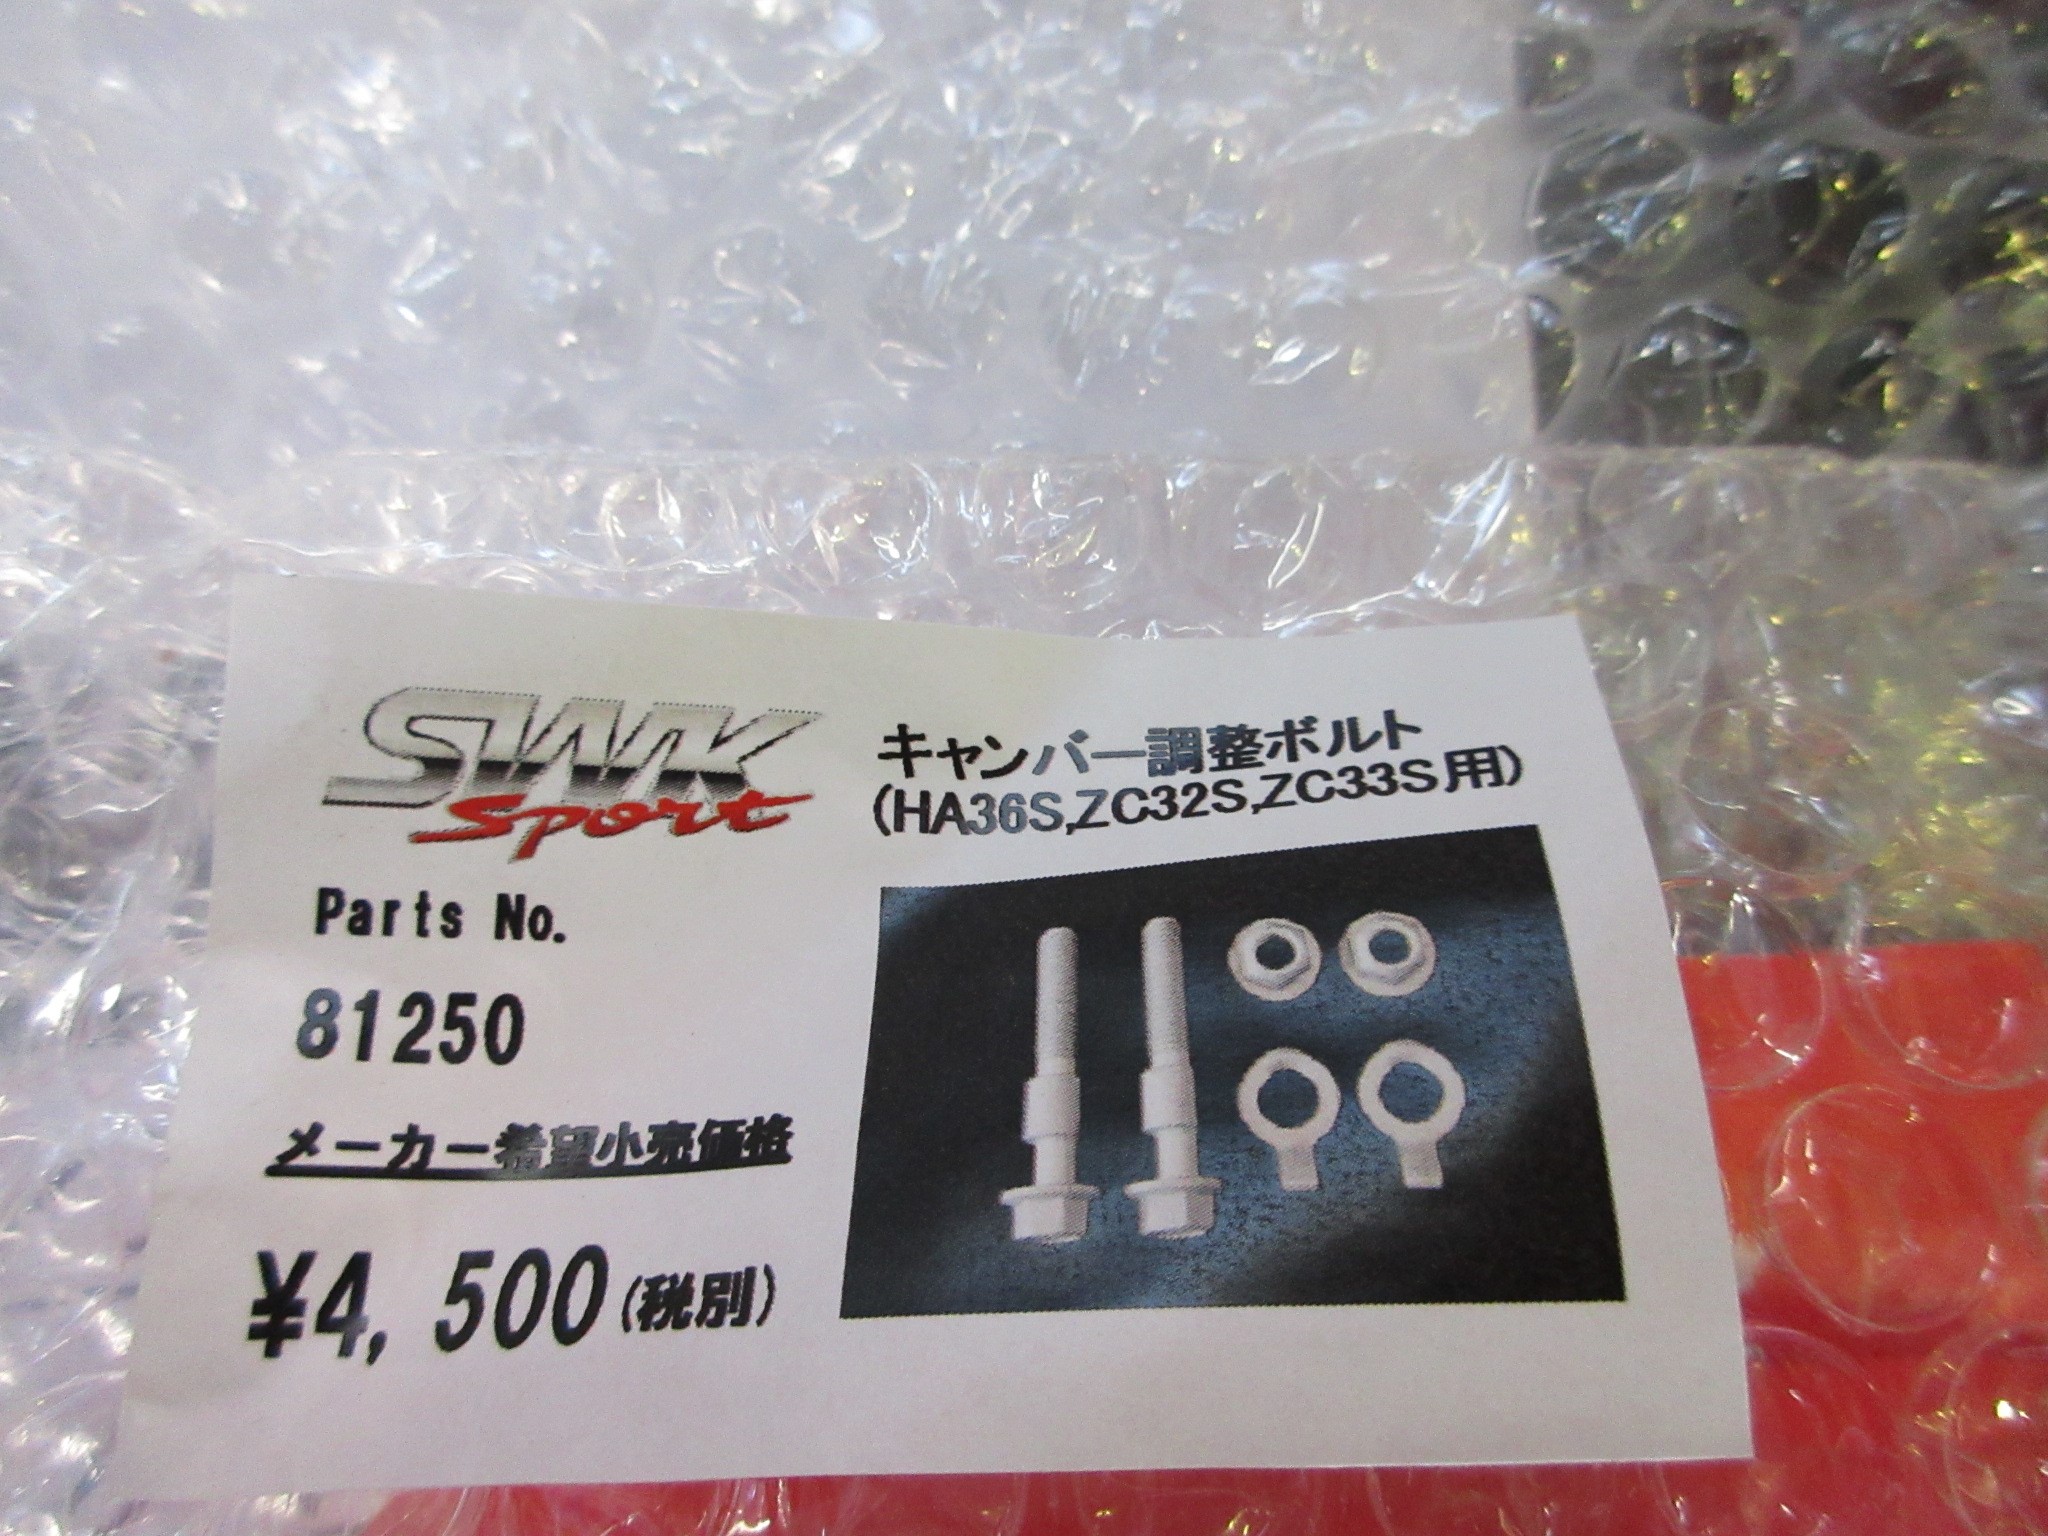 SWK
Sport
キャンバー調整ボルト
(HA36S,ZC32S,ZC33S用)
Parts No.
81250
メーカー希望小売価格
¥4,500(税別)